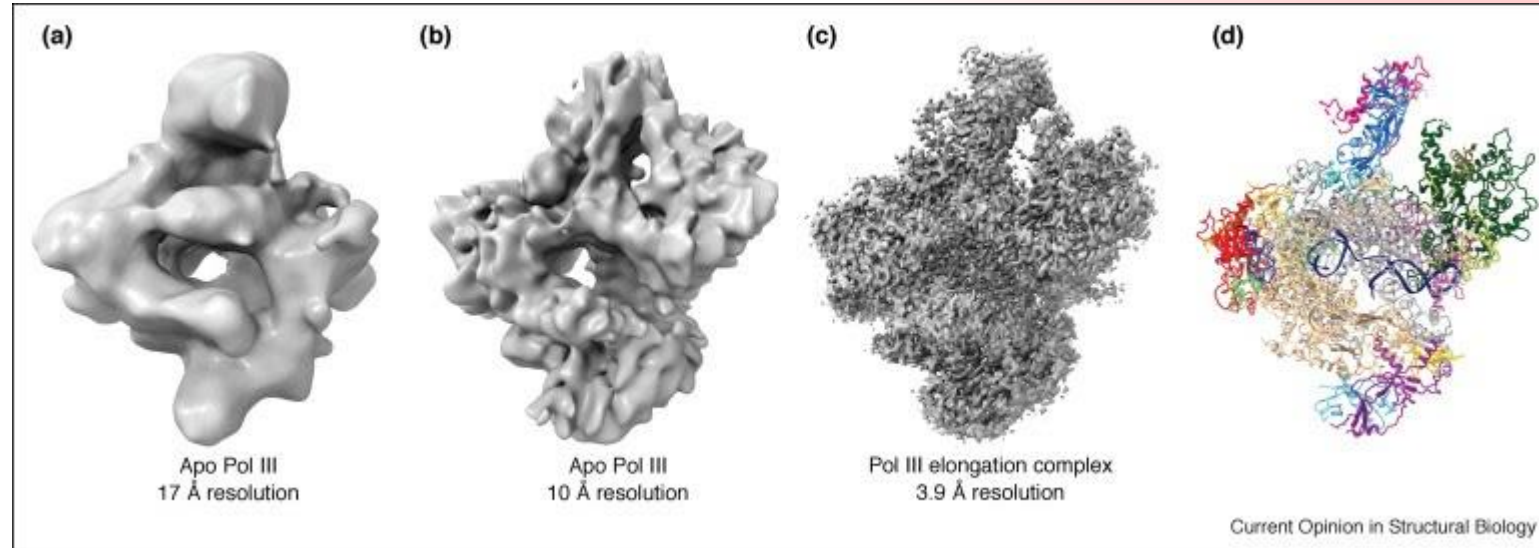 (a)
(b)
(c)
(d)
Apo Pol III
17 Å resolution
Apo Pol III
10 Å resolution
Pol III elongation complex
3.9 Å resolution
Current Opinion in Structural Biology